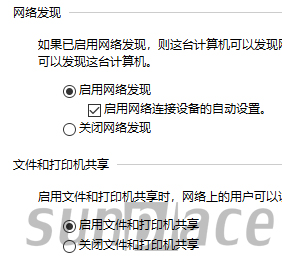 网络发现
如果已启用网络发现，则这台计算机可以发现网
可以发现这台计算机。
启用网络发现
启用网络连接设备的自动设置。
关闭网络发现
文件和打印机共享
启用文件和打印机共享时，网络上的用户可以
sunplace
启用文件和打印机共享
关闭文件和打印机共享